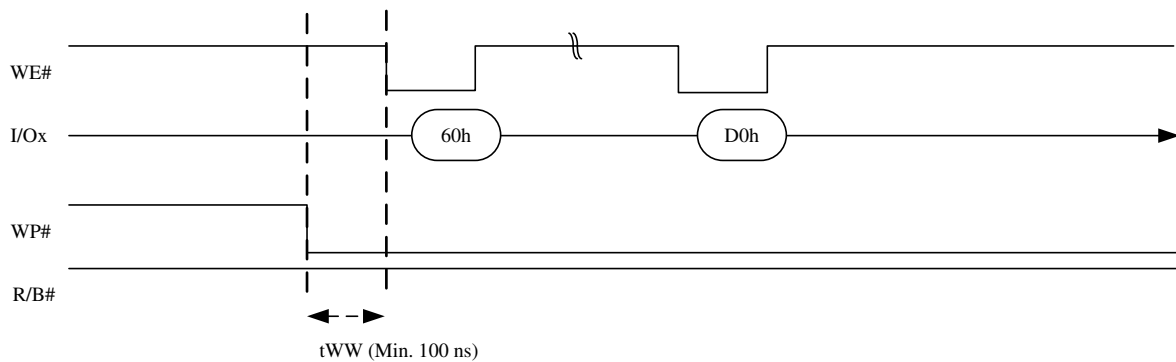 WE#
I/Ox
60h
D0h
WP#
R/B#
tWW (Min. 100 ns)